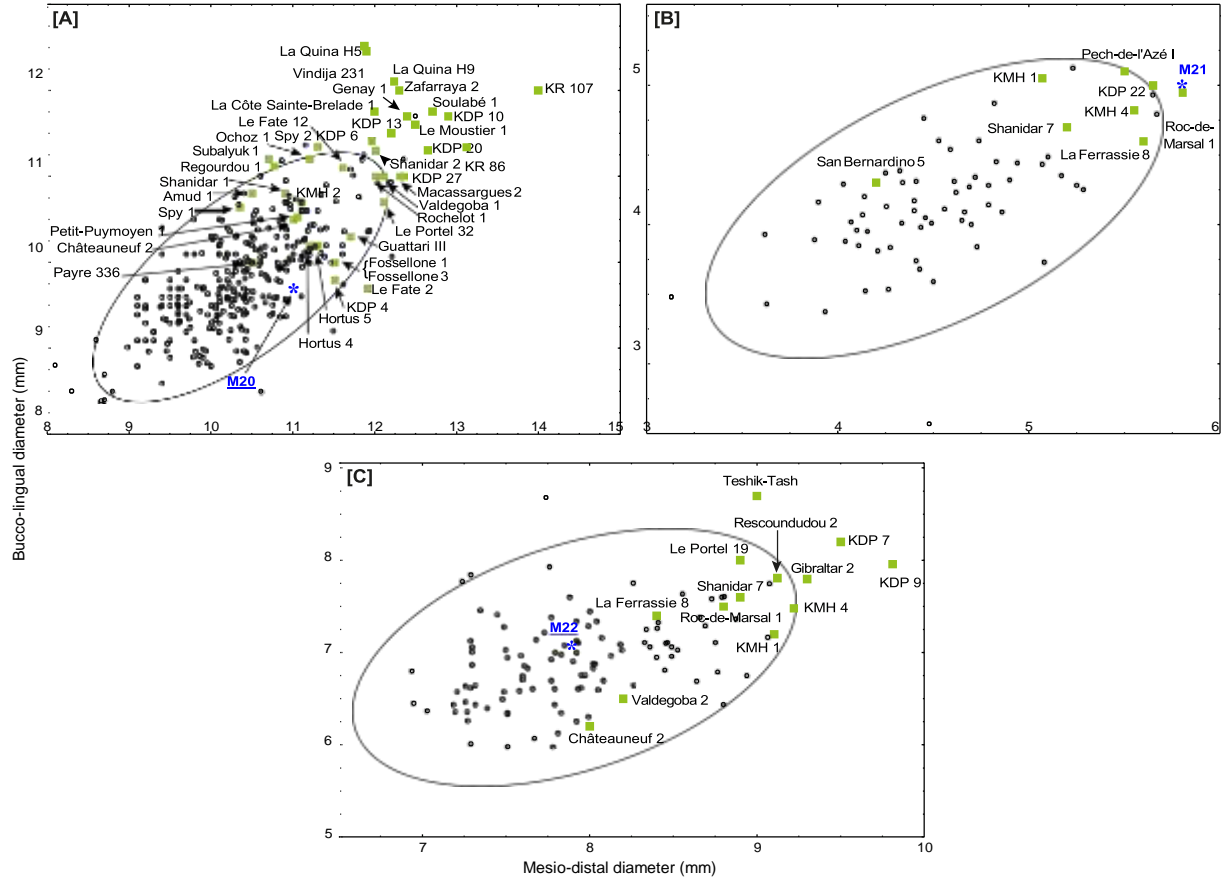 [A]
La Quina H5
Vindija 231
La Quina H9
Genay 1
Zafarraya 2
KR 107
La Côte Sainte-Brelade 1
Soulabé 1
Le Fate 12
KDP 13
KDP 10
Ochoz 1
Spy 2
KDP 6
Le Moustier 1
Subalyuk 1
KDP 20
Regourdou 1
Shanidar 2
KR 86
Shanidar 1
KMH 2
KDP 27
Amud 1
Macassargues 2
Spy 1
Valdegoba 1
Rochelot 1
Petit-Puymoyen 1
Le Portel 32
Châteauneuf 2
Guattari III
Payre 336
Fossellone 1
{Fossellone 3
Le Fate 2
KDP 4
Hortus 5
Hortus 4
M20
12
11
10
9
8
8
9
10
11
12
13
14
15
[B]
Pech-de-l'Azé I
M21
KMH 1
KDP 22
KMH 4
Shanidar 7
Roc-de-
Marsal 1
La Ferrassie 8
San Bernardino 5
5
4
3
3
4
5
6
Bucco-lingual diameter (mm)
[C]
Teshik-Tash
Rescoundudou 2
Le Portel 19
KDP 7
Gibraltar 2
KDP 9
Shanidar 7
La Ferrassie 8
KMH 4
Roc-de-Marsal 1
M22
KMH 1
Valdegoba 2
Châteauneuf 2
9
8
7
6
5
7
8
9
10
Mesio-distal diameter (mm)